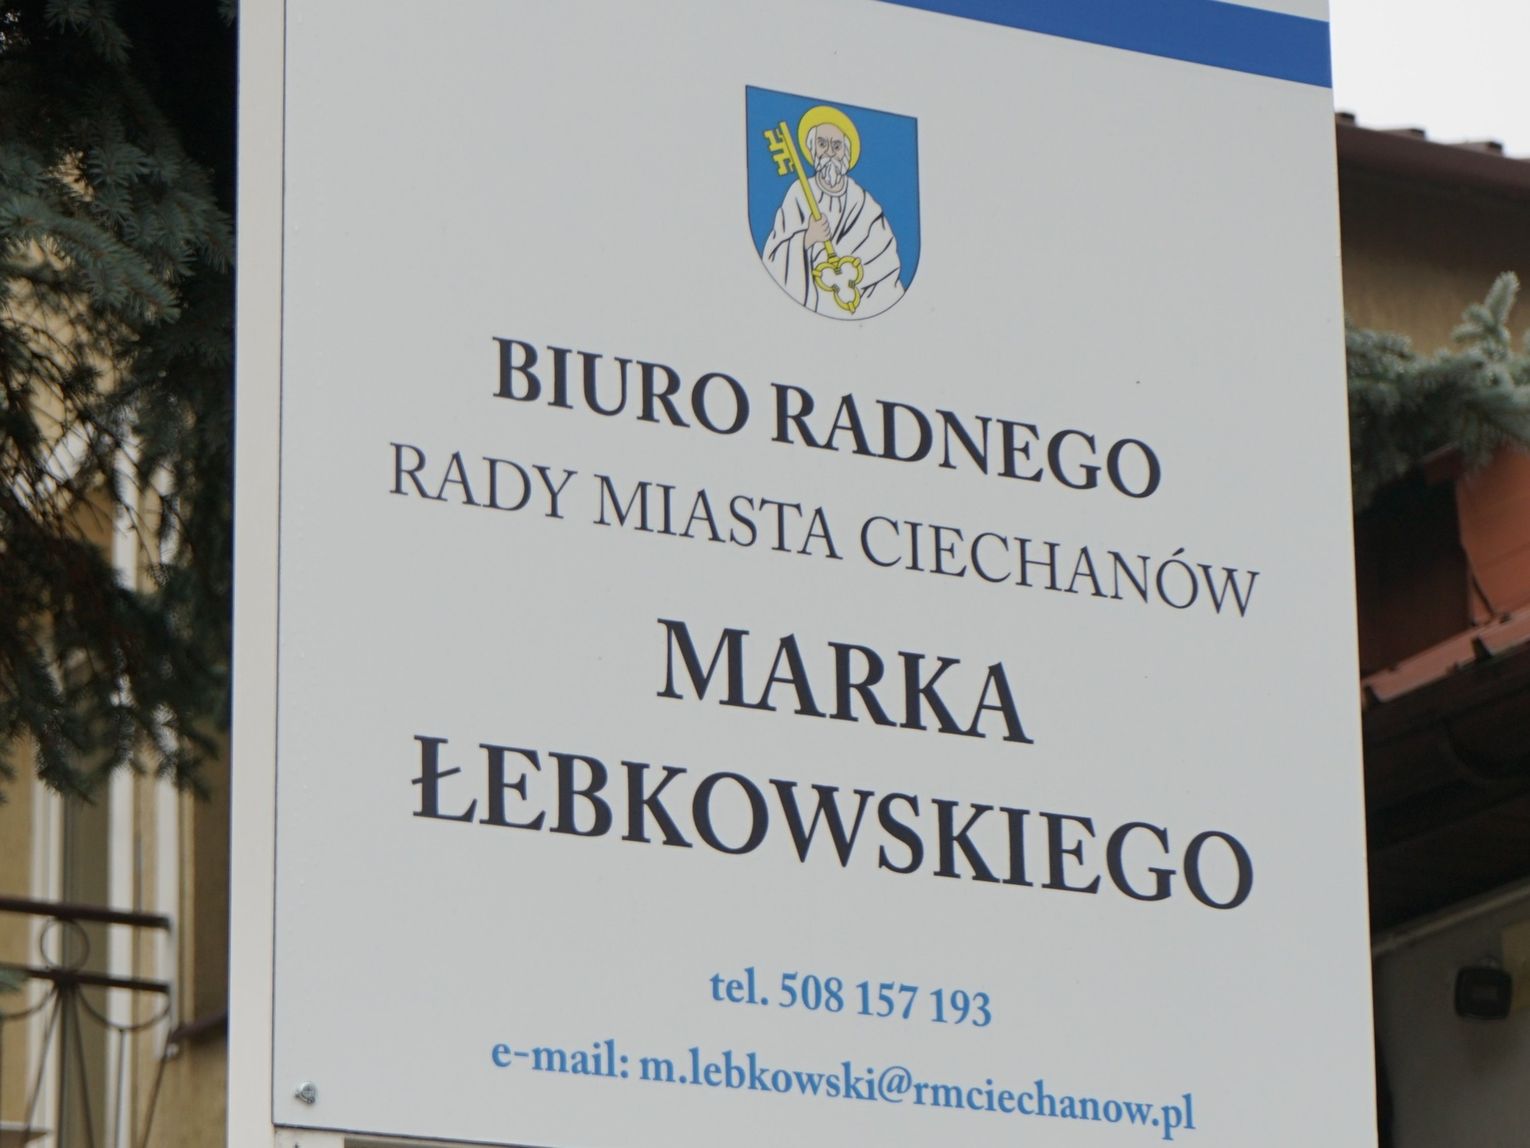 BIURO RADNEGO
RADY MIASTA CIECHANÓW
MARKA
ŁEBKOWSKIEGO
tel. 508 157 193
e-mail: m.lebkowski@rmciechanow.pl